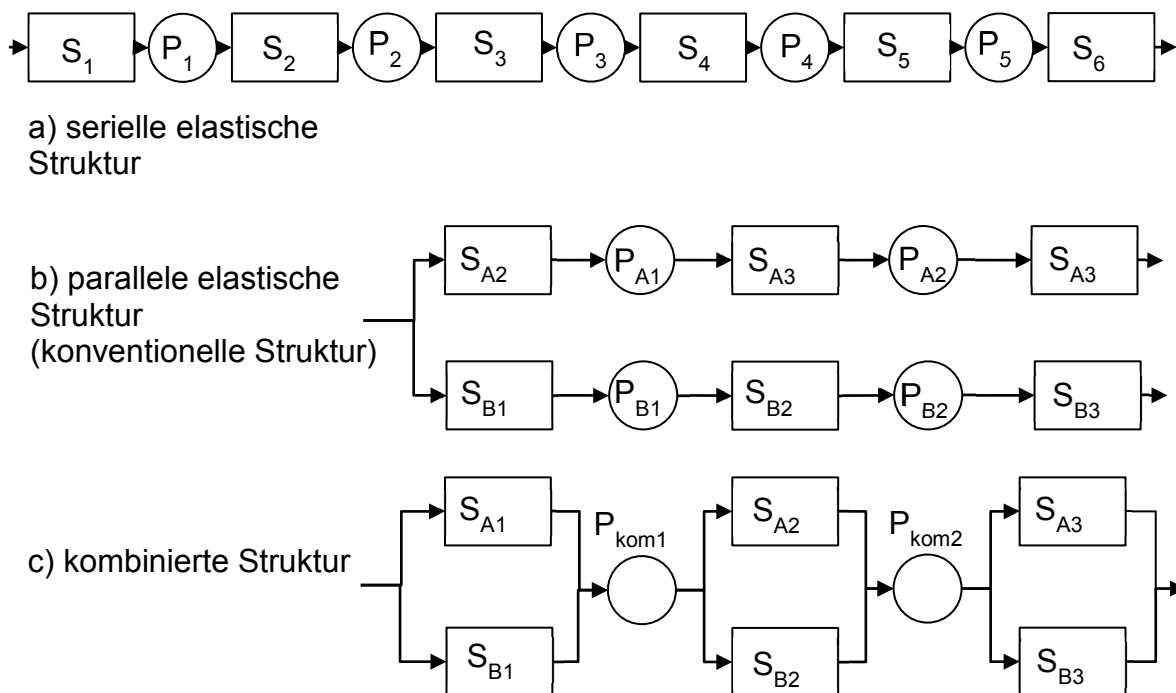 S1 P1 S2 P2 S3 P3 S4 P4 S5 P5 S6
a) serielle elastische
Struktur
SA2 PA1 SA3 PA2 SA3
b) parallele elastische
Struktur
(konventionelle Struktur)
SB1 PB1 SB2 PB2 SB3
SA1 Pkom1 SA2 Pkom2 SA3
c) kombinierte Struktur
SB1 SB2 SB3